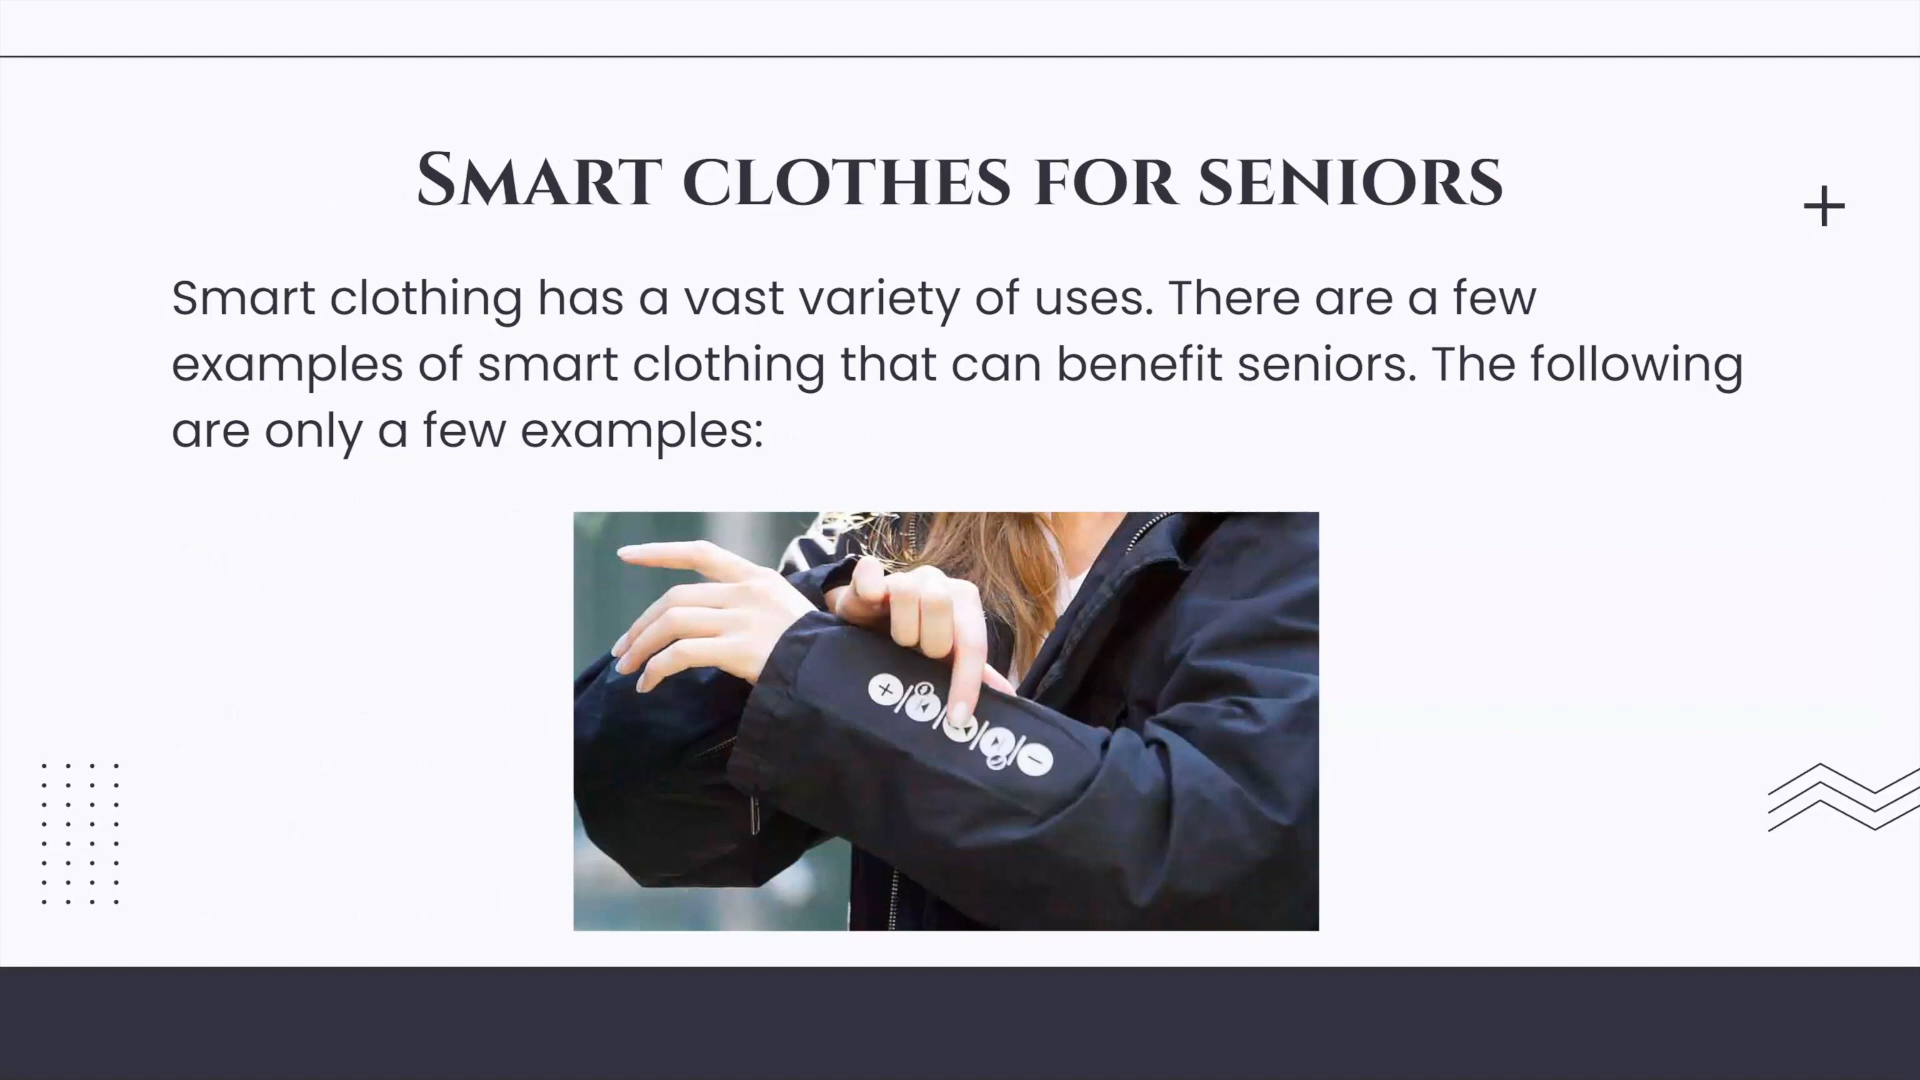 Smart clothes for seniors
Smart clothing has a vast variety of uses. There are a few
examples of smart clothing that can benefit seniors. The following
are only a few examples: